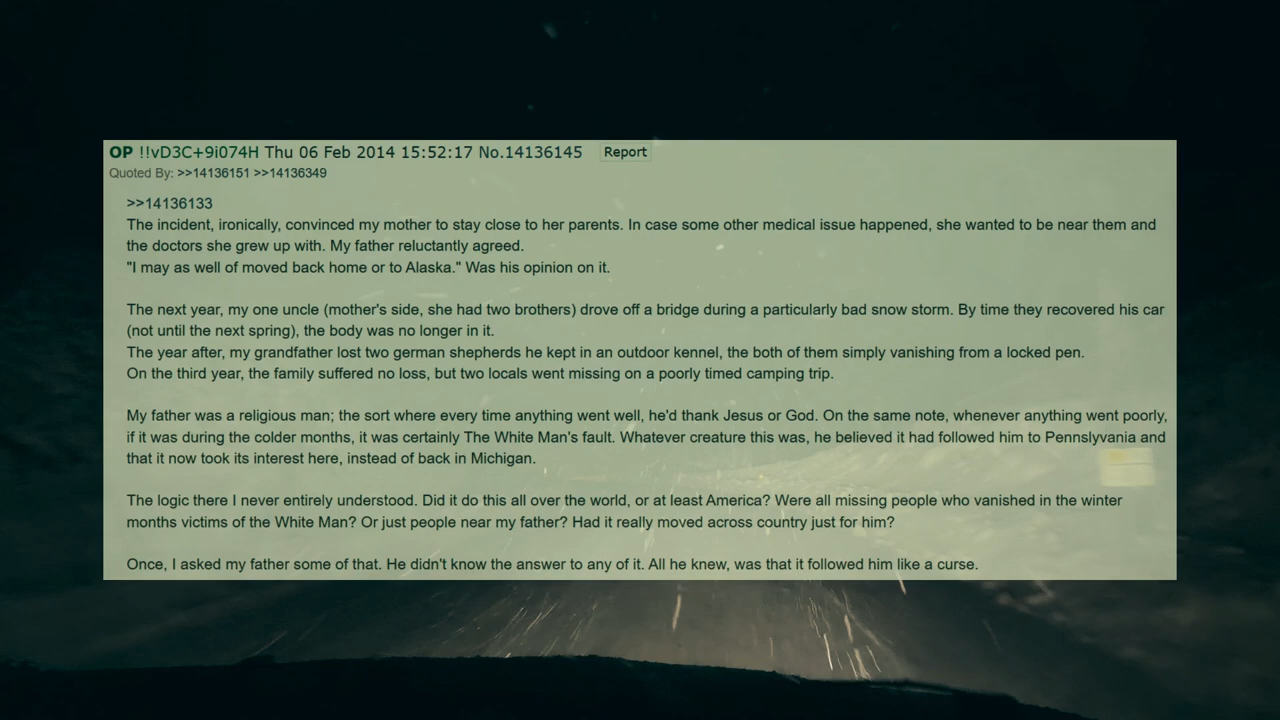 OP !!vD3C+9i074H Thu 06 Feb 2014 15:52:17 No.14136145 Report
Quoted By: >>14136151 >>14136349
>>14136133
The incident, ironically, convinced my mother to stay close to her parents. In case some other medical issue happened, she wanted to be near them and
the doctors she grew up with. My father reluctantly agreed.
"I may as well of moved back home or to Alaska." Was his opinion on it.
The next year, my one uncle (mother's side, she had two brothers) drove off a bridge during a particularly bad snow storm. By time they recovered his car
(not until the next spring), the body was no longer in it.
The year after, my grandfather lost two german shepherds he kept in an outdoor kennel, the both of them simply vanishing from a locked pen.
On the third year, the family suffered no loss, but two locals went missing on a poorly timed camping trip.
My father was a religious man; the sort where every time anything went well, he'd thank Jesus or God. On the same note, whenever anything went poorly,
if it was during the colder months, it was certainly The White Man's fault. Whatever creature this was, he believed it had followed him to Pennslyvania and
that it now took its interest here, instead of back in Michigan.
The logic there I never entirely understood. Did it do this all over the world, or at least America? Were all missing people who vanished in the winter
months victims of the White Man? Or just people near my father? Had it really moved across country just for him?
Once, I asked my father some of that. He didn't know the answer to any of it. All he knew, was that it followed him like a curse.